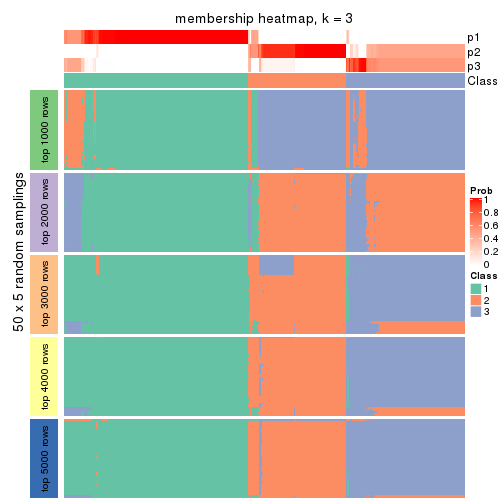 membership heatmap, k = 3
p1
p2
p3
Class
50 x 5 random samplings
top 1000 rows
top 2000 rows
top 3000 rows
top 4000 rows
top 5000 rows
Prob
1
0.8
0.6
0.4
0.2
0
Class
1
2
3